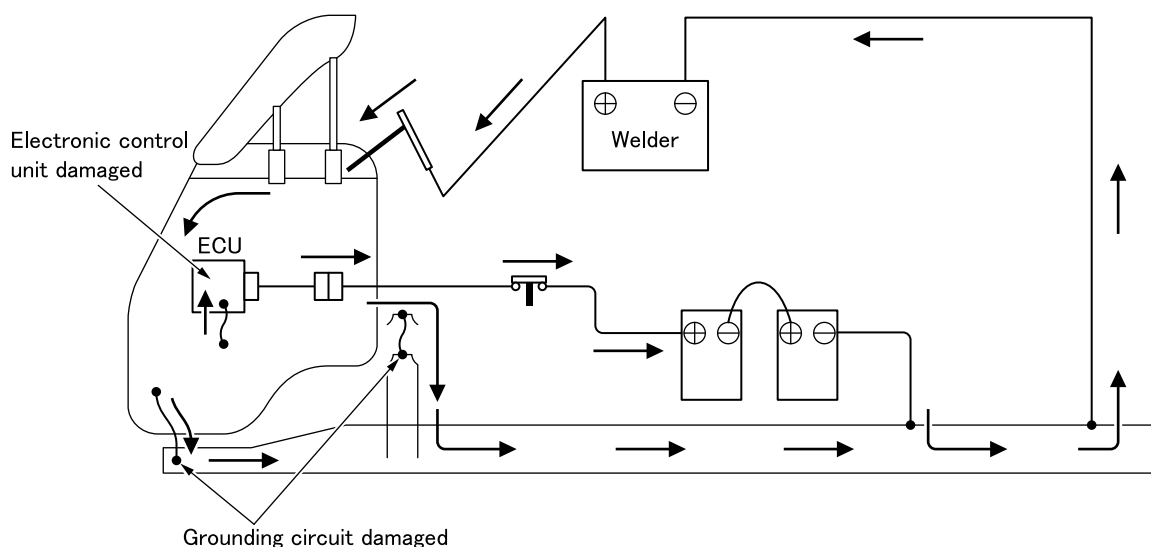 Welder
Electronic control
unit damaged
ECU
Grounding circuit damaged